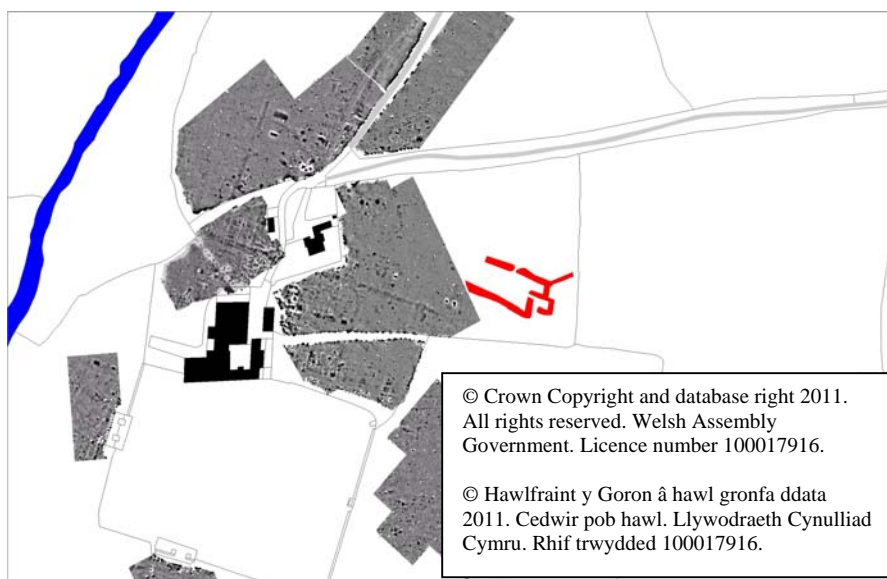 © Crown Copyright and database right 2011.
All rights reserved. Welsh Assembly
Government. Licence number 100017916.
© Hawlfraint y Goron â hawl gronfa ddata
2011. Cedwir pob hawl. Llywodraeth Cynulliad
Cymru. Rhif trwydded 100017916.